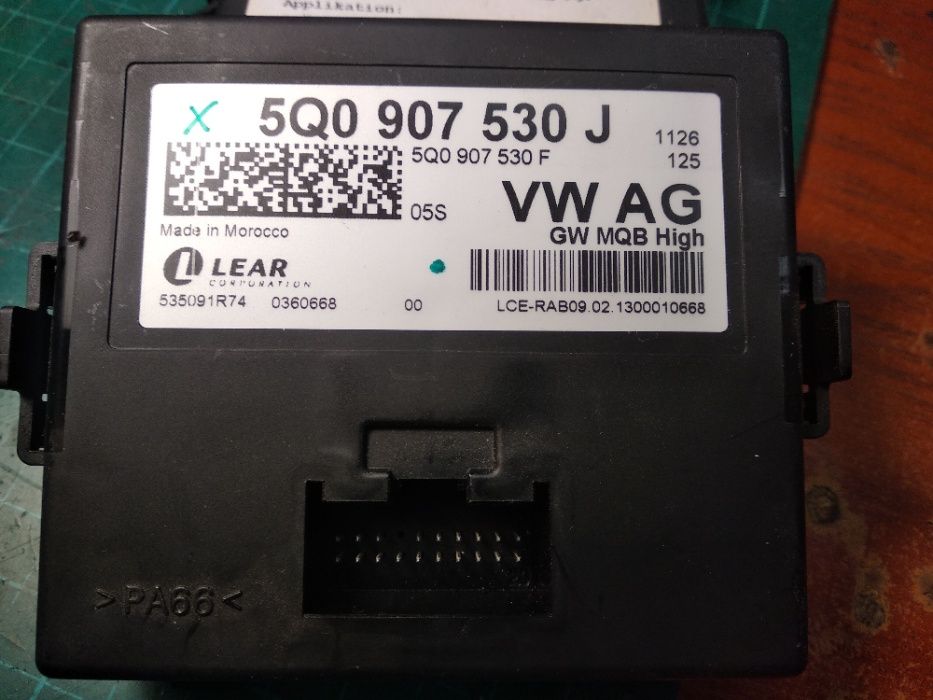 Applikation:
X 5Q0 907 530 J 1126
5Q0 907 530 F 125
05S VW AG
Made in Morocco GW MQB High
LEAR
CORPORATION
535091R74 0360668 00 LCE-RAB09.02.1300010668
>PA66<